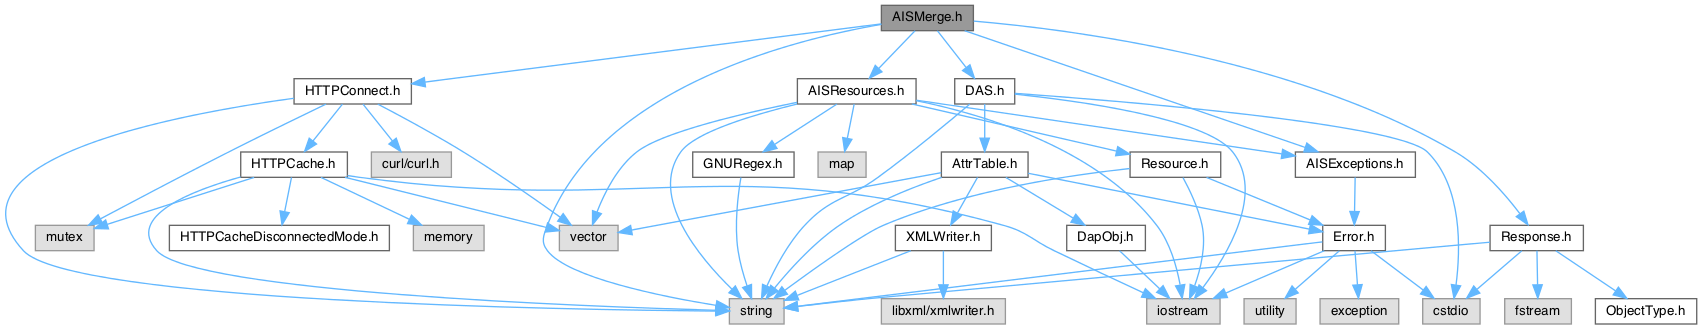 AISMerge.h
HTTPConnect.h
AISResources.h
DAS.h
HTTPCache.h
curl/curl.h
GNURegex.h
map
AttrTable.h
Resource.h
AISExceptions.h
mutex
HTTPCacheDisconnectedMode.h
memory
vector
XMLWriter.h
DapObj.h
Error.h
Response.h
string
libxml/xmlwriter.h
iostream
utility
exception
cstdio
fstream
ObjectType.h